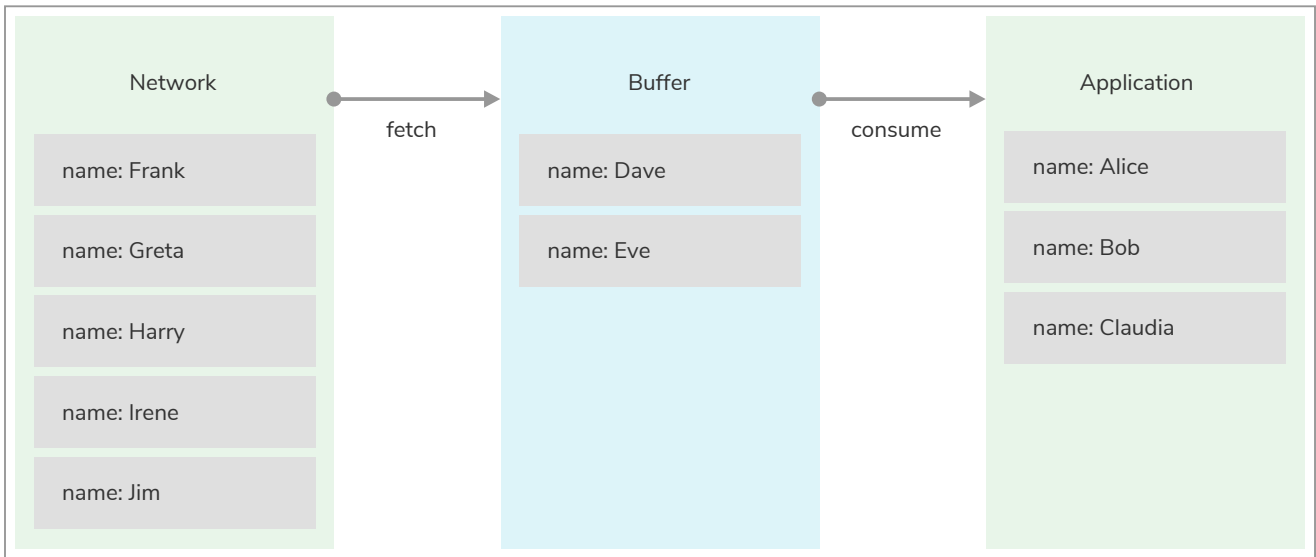 Network
name: Frank
name: Greta
name: Harry
name: Irene
name: Jim
fetch
Buffer
name: Dave
name: Eve
consume
Application
name: Alice
name: Bob
name: Claudia